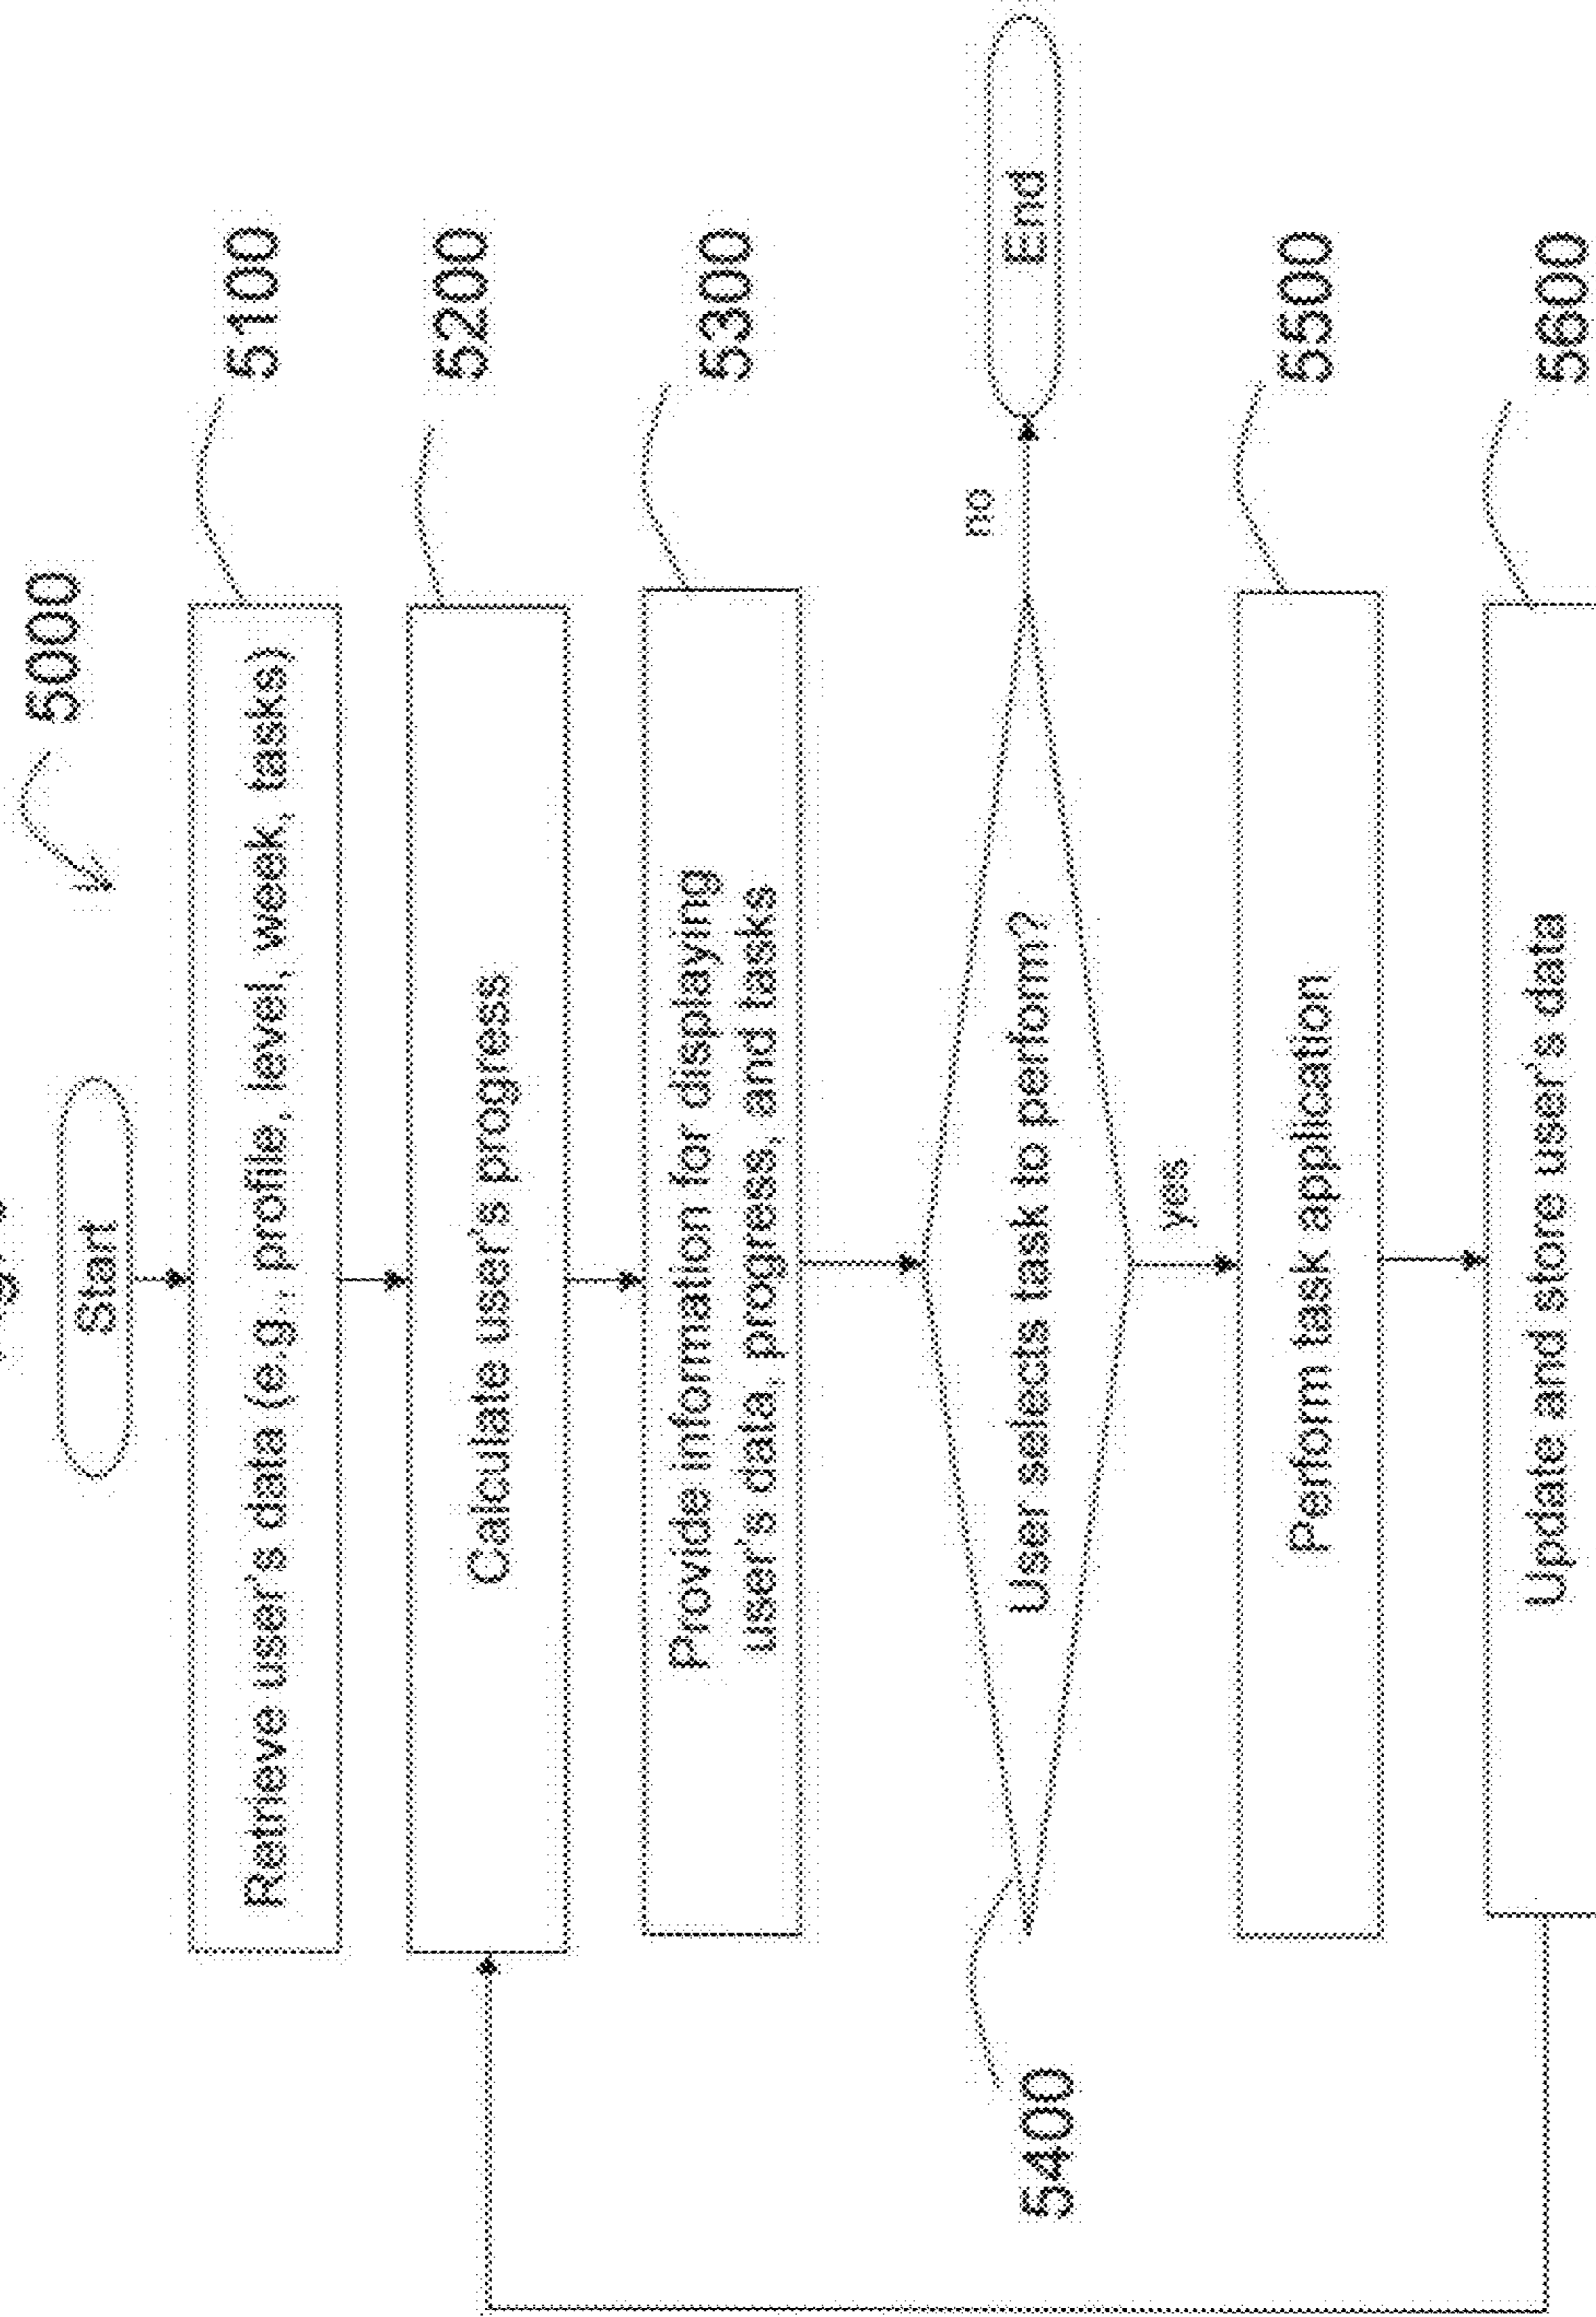 5000
Start
Retrieve user's data (e.g., profile, level, week, tasks)
5100
Calculate user's progress
5200
Provide information for displaying
user's data, progress, and tasks
5300
User selects task to perform?
5400
no
End
yes
Perform task application
5500
Update and store user's data
5600